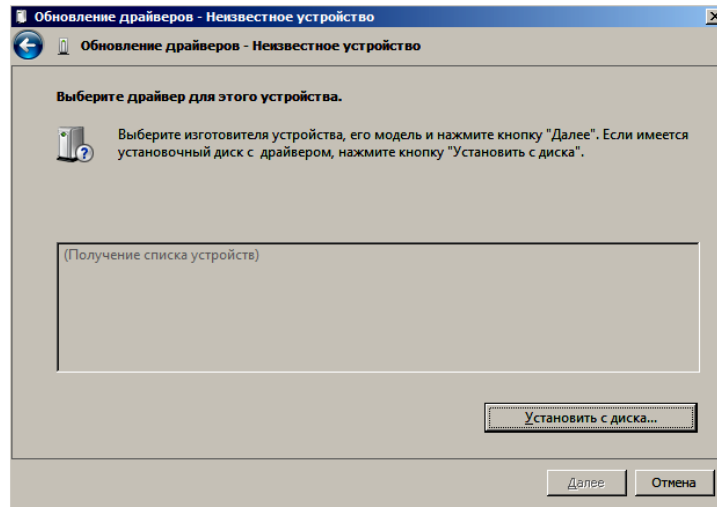 Обновление драйверов - Неизвестное устройство
Обновление драйверов - Неизвестное устройство
Выберите драйвер для этого устройства.
Выберите изготовителя устройства, его модель и нажмите кнопку "Далее". Если имеется
установочный диск с драйвером, нажмите кнопку "Установить с диска".
(Получение списка устройств)
Установить с диска...
Далее
Отмена